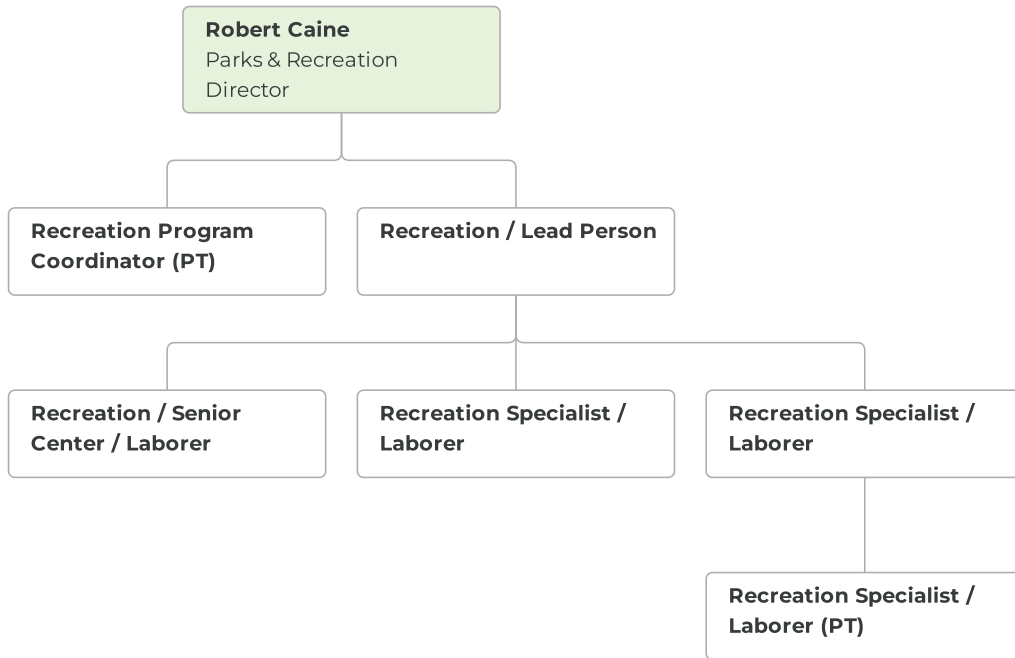 Robert Caine
Parks & Recreation
Director
Recreation Program
Coordinator (PT)
Recreation / Lead Person
Recreation / Senior
Center / Laborer
Recreation Specialist /
Laborer
Recreation Specialist /
Laborer
Recreation Specialist /
Laborer (PT)